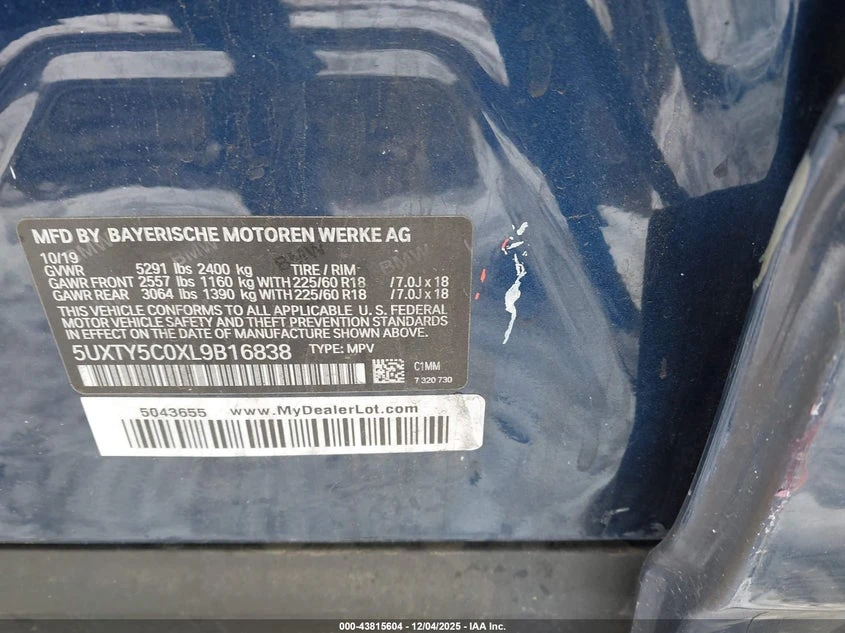 MFD BY BAYERISCHE MOTOREN WERKE AG
10/19
GVWR 5291 lbs 2400 kg TIRE / RIM
GAWR FRONT 2557 lbs 1160 kg WITH 225/60 R18 /7.0J x 18
GAWR REAR 3064 lbs 1390 kg WITH 225/60 R18 /7.0J x 18
THIS VEHICLE CONFORMS TO ALL APPLICABLE U. S. FEDERAL
MOTOR VEHICLE SAFETY AND THEFT PREVENTION STANDARDS
IN EFFECT ON THE DATE OF MANUFACTURE SHOWN ABOVE.
5UXTY5C0XL9B16838 TYPE: MPV
C1MM
7 320 730
5043655 www.MyDealerLot.com
000-43815604 | 12/04/2025 - IAA Inc.